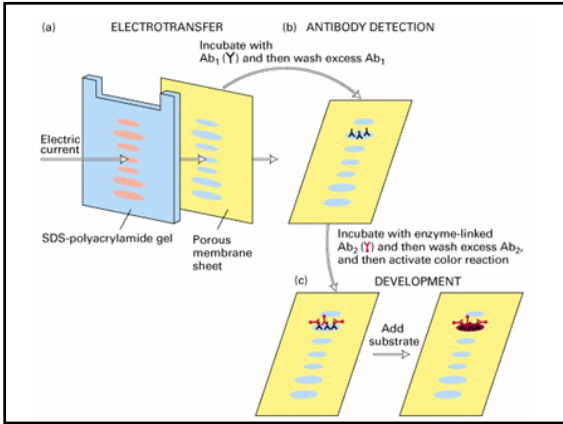 (a) ELECTROTRANSFER
(b) ANTIBODY DETECTION
Incubate with
Ab₁ (Y) and then wash excess Ab₁
Electric
current
SDS-polyacrylamide gel
Porous
membrane
sheet
Incubate with enzyme-linked
Ab₂ (Y) and then wash excess Ab₂,
and then activate color reaction
(c) DEVELOPMENT
Add
substrate